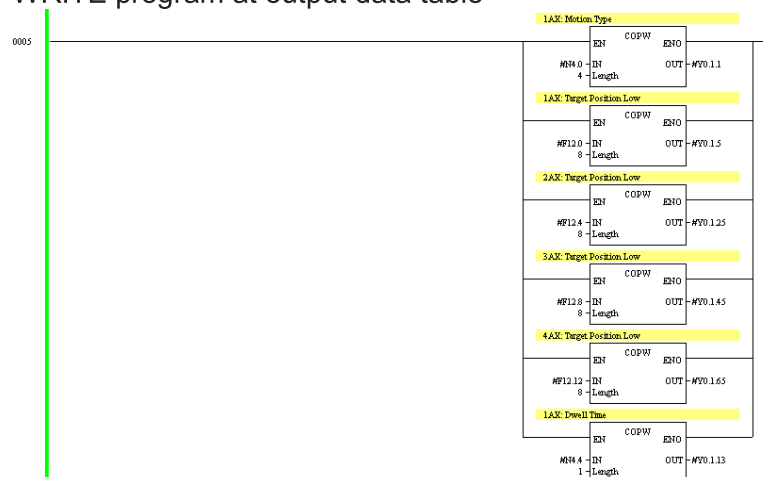 WRITE program at output data table
0005
1AX: Motion Type
COPW
EN ENO
#N4.0 IN OUT #Y0.1.1
4 Length
1AX: Target Position Low
COPW
EN ENO
#F12.0 IN OUT #Y0.1.5
8 Length
2AX: Target Position Low
COPW
EN ENO
#F12.4 IN OUT #Y0.1.25
8 Length
3AX: Target Position Low
COPW
EN ENO
#F12.8 IN OUT #Y0.1.45
8 Length
4AX: Target Position Low
COPW
EN ENO
#F12.12 IN OUT #Y0.1.65
8 Length
1AX: Dwell Time
COPW
EN ENO
#N4.4 IN OUT #Y0.1.13
1 Length